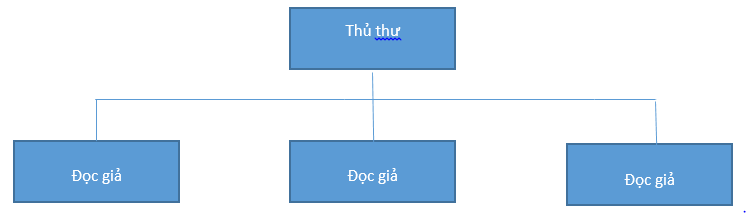 Thủ thư
Đọc giả
Đọc giả
Đọc giả
.